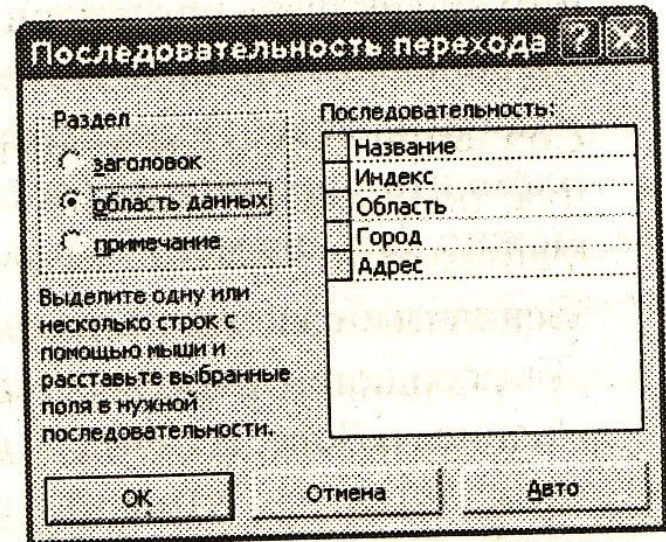 Последовательность перехода
Раздел
заголовок
область данных
примечание
Выделите одну или
несколько строк с
помощью мыши и
расставьте выбранные
поля в нужной
последовательности.
Последовательность:
Название
Индекс
Область
Город
Адрес
ОК
Отмена
Авто